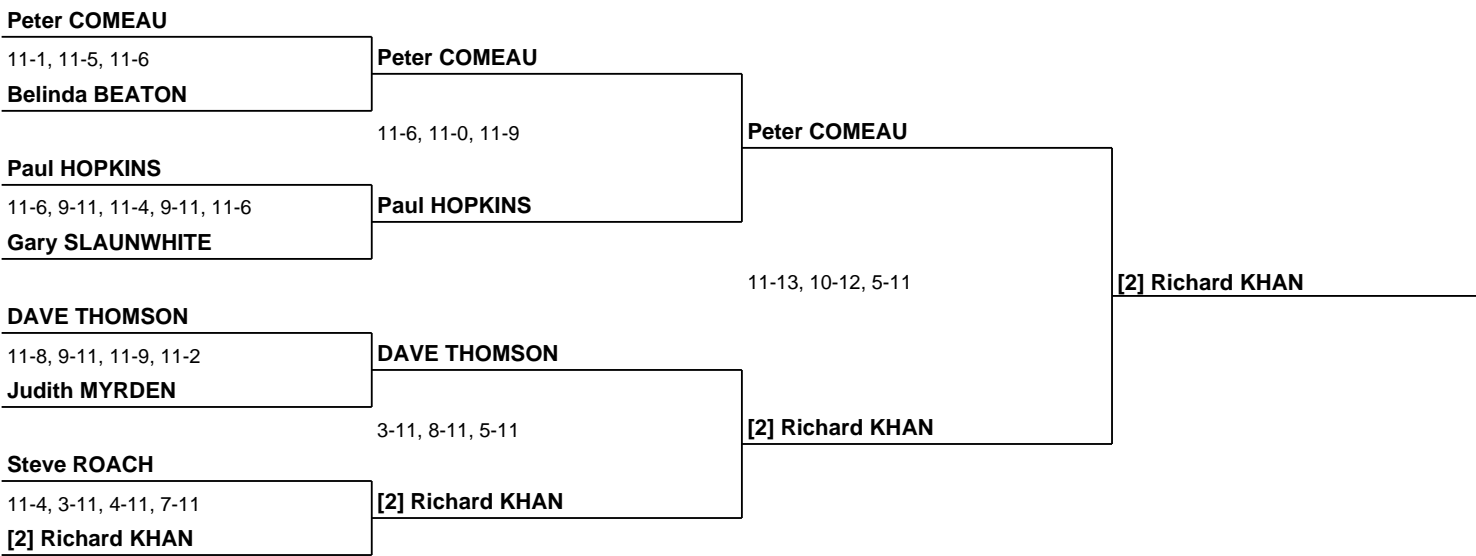 Peter COMEAU
11-1, 11-5, 11-6
Peter COMEAU
Belinda BEATON
11-6, 11-0, 11-9
Peter COMEAU
Paul HOPKINS
11-6, 9-11, 11-4, 9-11, 11-6
Paul HOPKINS
Gary SLAUNWHITE
11-13, 10-12, 5-11
[2] Richard KHAN
DAVE THOMSON
11-8, 9-11, 11-9, 11-2
DAVE THOMSON
Judith MYRDEN
3-11, 8-11, 5-11
[2] Richard KHAN
Steve ROACH
11-4, 3-11, 4-11, 7-11
[2] Richard KHAN
[2] Richard KHAN